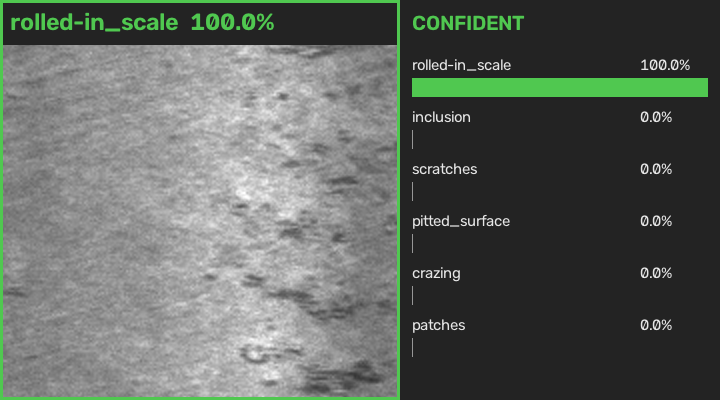 rolled-in_scale 100.0%
CONFIDENT
rolled-in_scale 100.0%
inclusion 0.0%
scratches 0.0%
pitted_surface 0.0%
crazing 0.0%
patches 0.0%